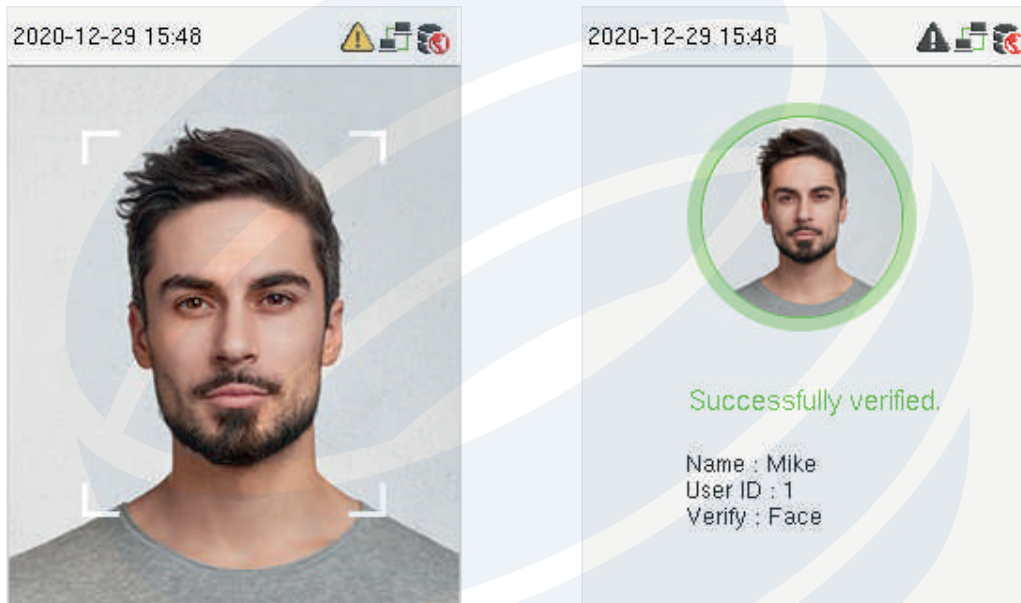 2020-12-29 15:48
2020-12-29 15:48
Successfully verified.
Name : Mike
User ID : 1
Verify : Face